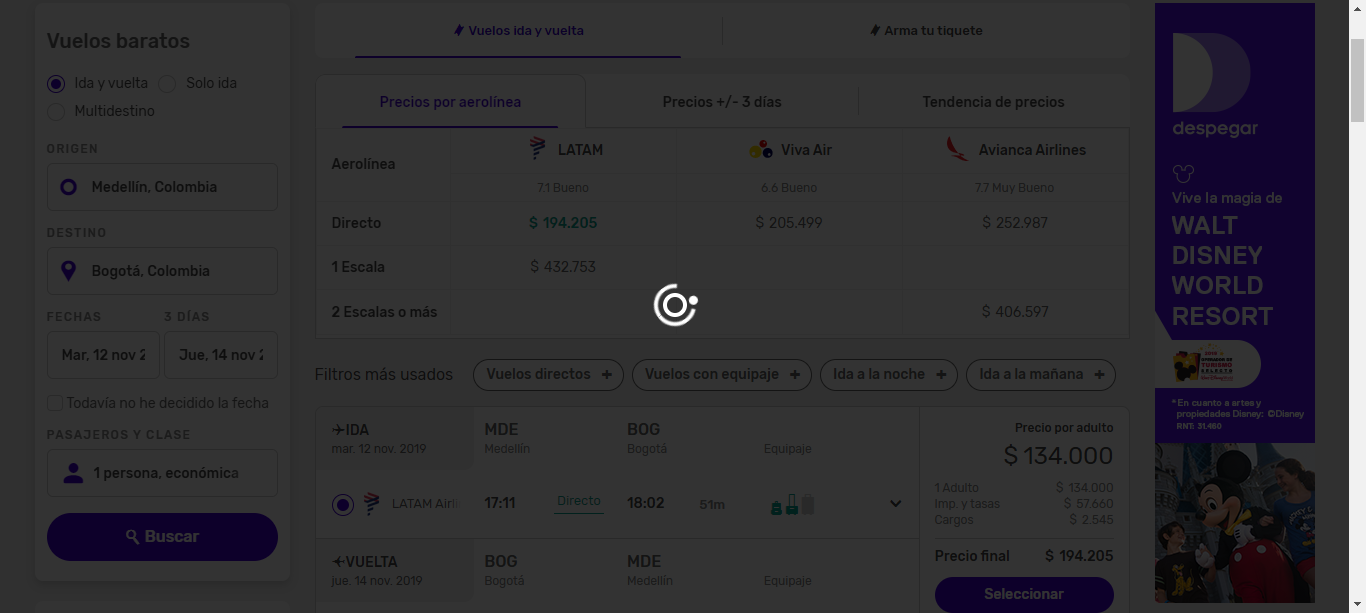 Vuelos baratos
Ida y vuelta
Solo ida
Multidestino
ORIGEN
Medellín, Colombia
DESTINO
Bogotá, Colombia
FECHAS
3 DÍAS
Mar, 12 nov 2
Jue, 14 nov 2
Todavía no he decidido la fecha
PASAJEROS Y CLASE
1 persona, económica
Buscar
Vuelos ida y vuelta
Arma tu tiquete
Precios por aerolínea
Precios +/- 3 días
Tendencia de precios
Aerolínea
LATAM
Viva Air
Avianca Airlines
7.1 Bueno
6.6 Bueno
7.7 Muy Bueno
Directo
$ 194.205
$ 205.499
$ 252.987
1 Escala
$ 432.753
2 Escalas o más
$ 406.597
Filtros más usados
Vuelos directos +
Vuelos con equipaje +
Ida a la noche +
Ida a la mañana +
IDA
mar. 12 nov. 2019
MDE
Medellín
BOG
Bogotá
Equipaje
LATAM Airli
17:11
Directo
18:02
51m
VUELTA
jue. 14 nov. 2019
BOG
Bogotá
MDE
Medellín
Equipaje
Precio por adulto
$ 134.000
1 Adulto $ 134.000
Imp. y tasas $ 57.660
Cargos $ 2.545
Precio final $ 194.205
Seleccionar
despegar
Vive la magia de
WALT
DISNEY
WORLD
RESORT
*En cuanto a artes y
propiedades Disney: ©Disney
RNT: 31.460